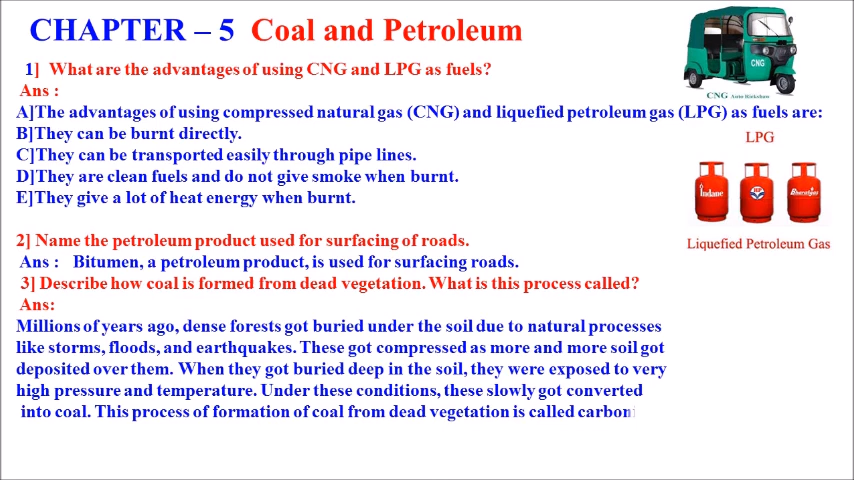 CHAPTER – 5 Coal and Petroleum
1] What are the advantages of using CNG and LPG as fuels?
Ans :
A]The advantages of using compressed natural gas (CNG) and liquefied petroleum gas (LPG) as fuels are:
B]They can be burnt directly.
C]They can be transported easily through pipe lines.
D]They are clean fuels and do not give smoke when burnt.
E]They give a lot of heat energy when burnt.
2] Name the petroleum product used for surfacing of roads.
Ans : Bitumen, a petroleum product, is used for surfacing roads.
3] Describe how coal is formed from dead vegetation. What is this process called?
Ans:
Millions of years ago, dense forests got buried under the soil due to natural processes
like storms, floods, and earthquakes. These got compressed as more and more soil got
deposited over them. When they got buried deep in the soil, they were exposed to very
high pressure and temperature. Under these conditions, these slowly got converted
into coal. This process of formation of coal from dead vegetation is called carbon
CNG
CNG Auto Rickshaw
LPG
Indane
HP
Bharatgas
Liquefied Petroleum Gas